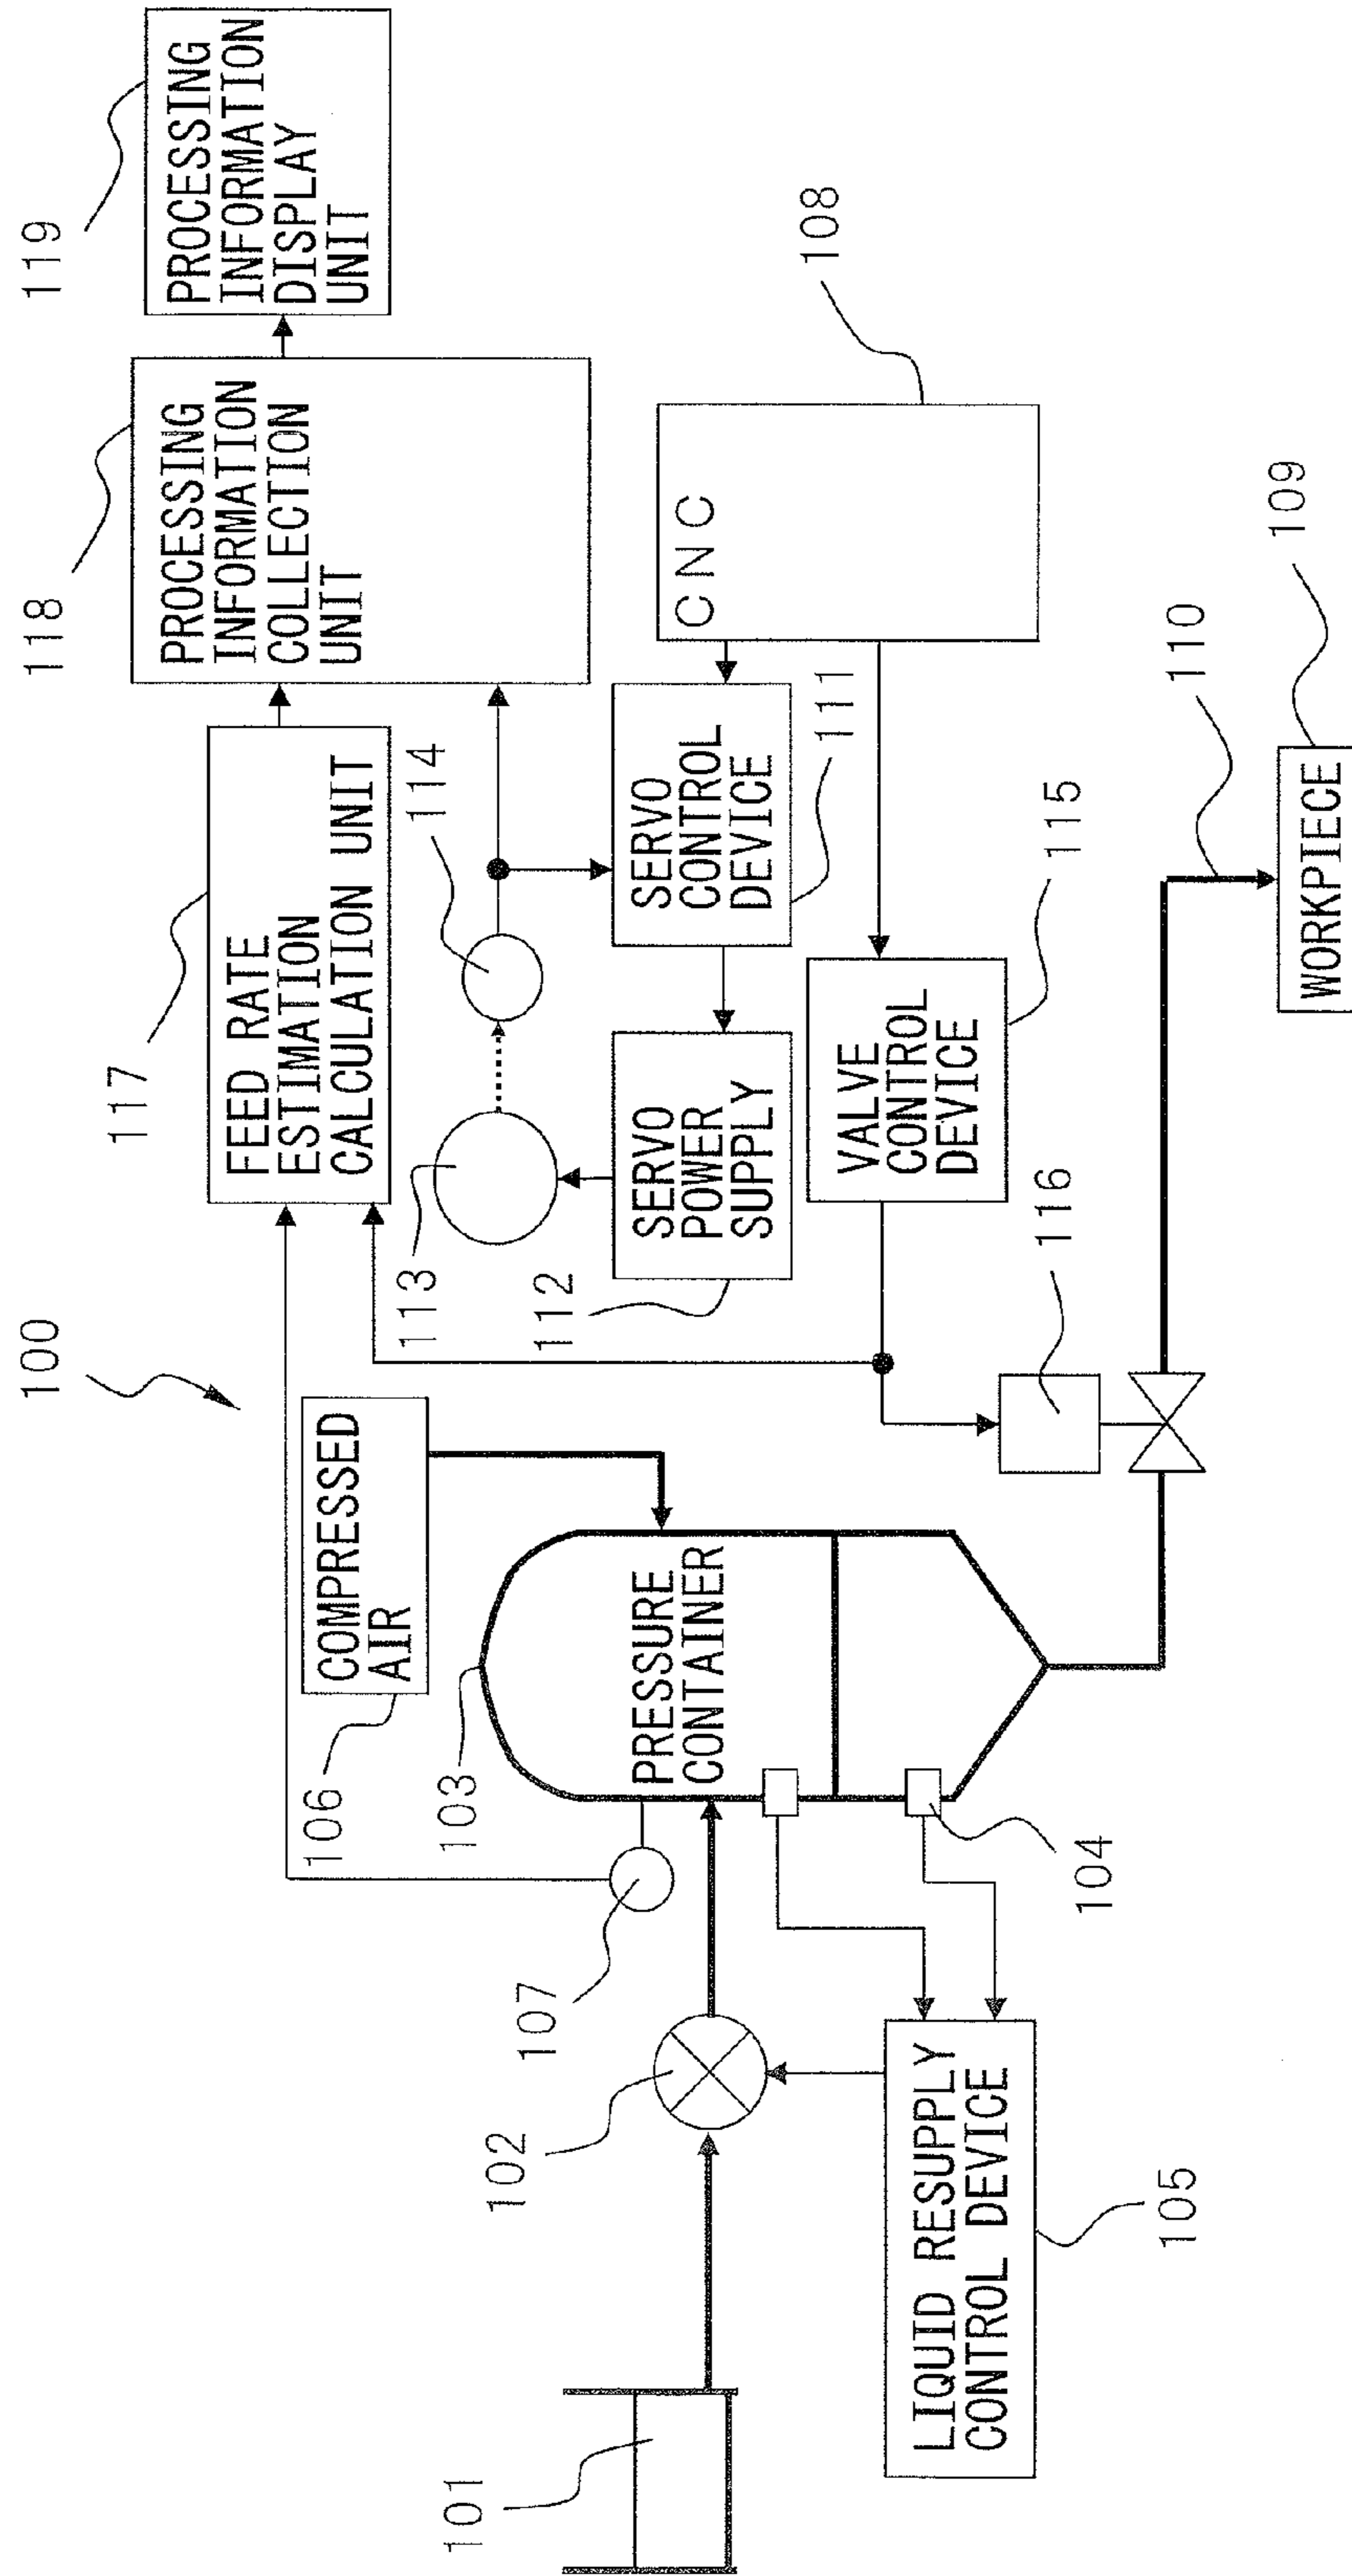 119
PROCESSING
INFORMATION
DISPLAY
UNIT
118
PROCESSING
INFORMATION
COLLECTION
UNIT
117
FEED RATE
ESTIMATION
CALCULATION UNIT
100
106
COMPRESSED
AIR
103
PRESSURE
CONTAINER
107
102
101
104
LIQUID RESUPPLY
CONTROL DEVICE
105
113
114
SERVO
POWER
SUPPLY
112
SERVO
CONTROL
DEVICE
111
CNC
108
VALVE
CONTROL
DEVICE
115
116
110
WORKPIECE
109